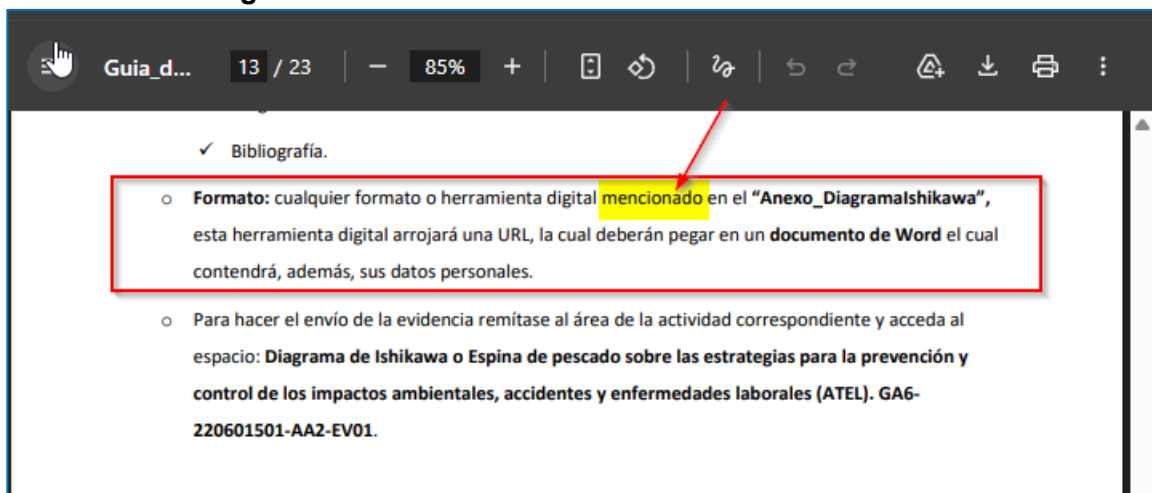 Guia_d... 13 / 23 85%
Bibliografía.
Formato: cualquier formato o herramienta digital mencionado en el “Anexo_DiagramaIshikawa”,
esta herramienta digital arrojará una URL, la cual deberán pegar en un documento de Word el cual
contendrá, además, sus datos personales.
Para hacer el envío de la evidencia remítase al área de la actividad correspondiente y acceda al
espacio: Diagrama de Ishikawa o Espina de pescado sobre las estrategias para la prevención y
control de los impactos ambientales, accidentes y enfermedades laborales (ATEL). GA6-
220601501-AA2-EV01.